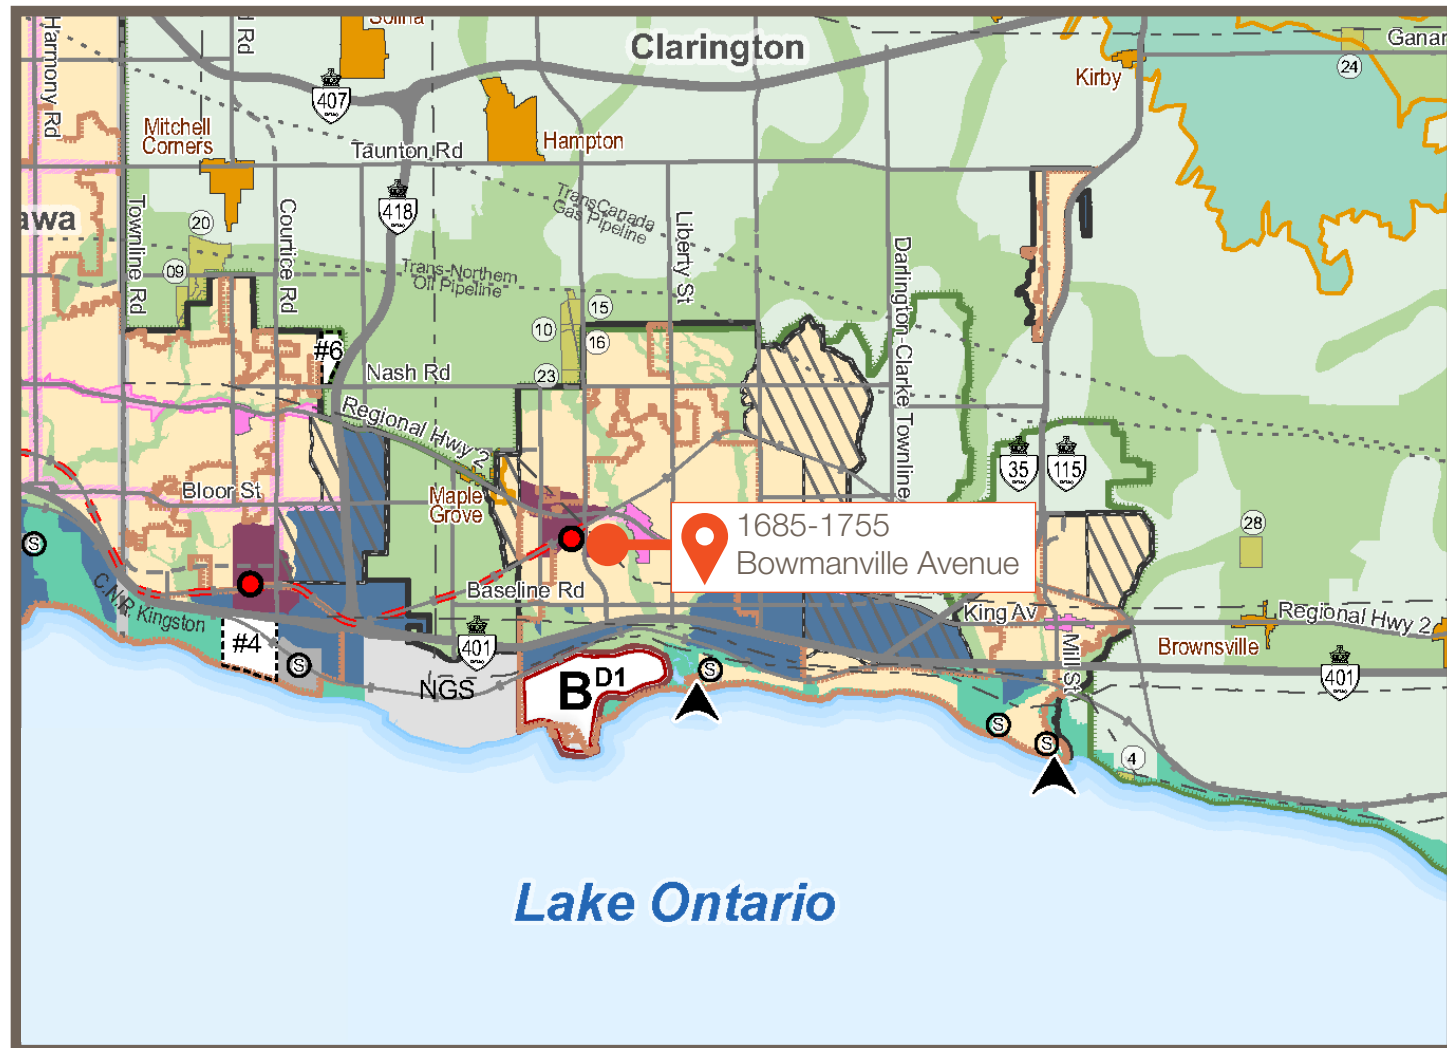 Solina
Clarington
Ganar
24
Kirby
Harmony Rd
d Rd
407
Mitchell
Corners
Hampton
Taunton Rd
TransCanada
Gas Pipeline
418
awa
20
Townline Rd
Courtice Rd
Liberty St
Darlington-Clarke Townline
09
Trans-Northern
Oil Pipeline
15
10
16
#6
23
Nash Rd
Regional Hwy 2
35
115
Bloor St
Maple
Grove
28
1685-1755
Bowmanville Avenue
S
Baseline Rd
C.N.R. Kingston
King Av
Regional Hwy 2
#4
401
Mill St
Brownsville
S
NGS
B D1
S
401
S
S
4
Lake Ontario